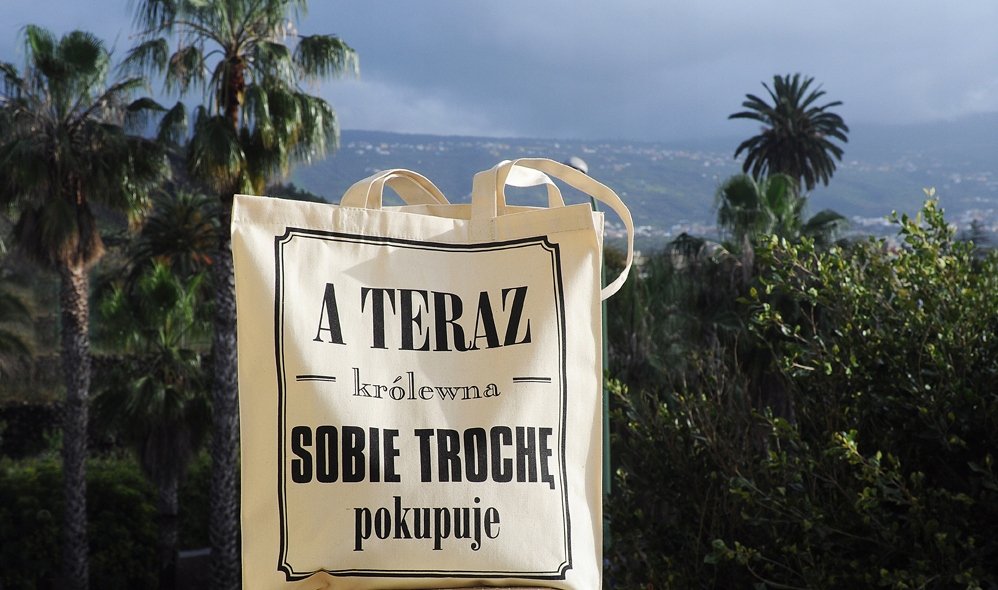 A TERAZ
królewna
SOBIE TROCHĘ
pokupuje